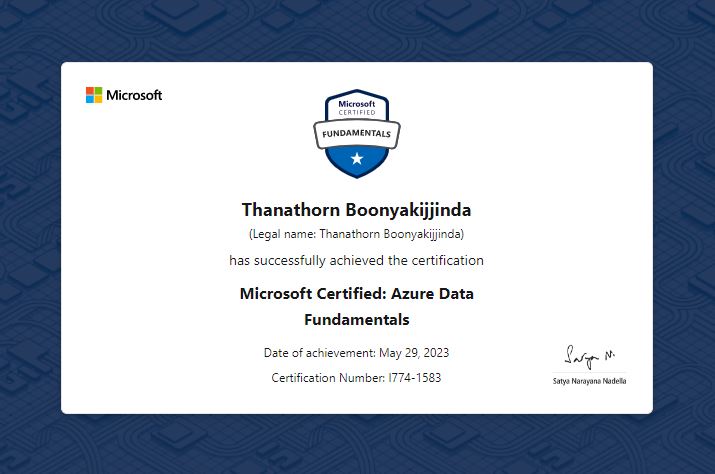 Microsoft
Microsoft
CERTIFIED
FUNDAMENTALS
Thanathorn Boonyakijjinda
(Legal name: Thanathorn Boonyakijjinda)
has successfully achieved the certification
Microsoft Certified: Azure Data
Fundamentals
Date of achievement: May 29, 2023
Certification Number: I774-1583
Satya N.
Satya Narayana Nadella